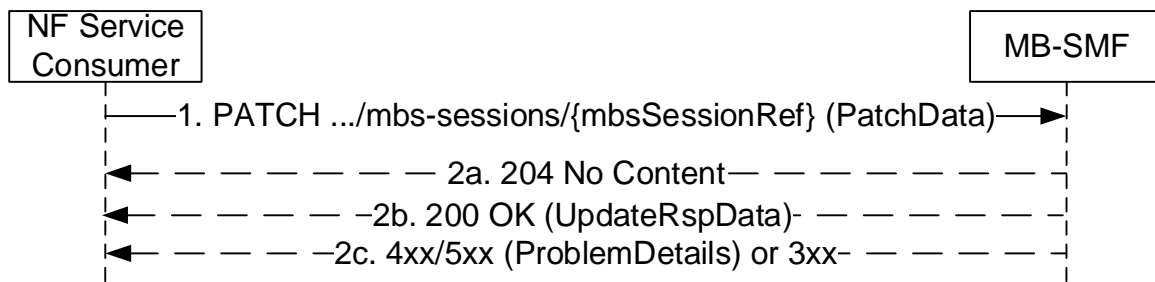 NF Service
Consumer
MB-SMF
1. PATCH .../mbs-sessions/{mbsSessionRef} (PatchData)
2a. 204 No Content
2b. 200 OK (UpdateRspData)
2c. 4xx/5xx (ProblemDetails) or 3xx